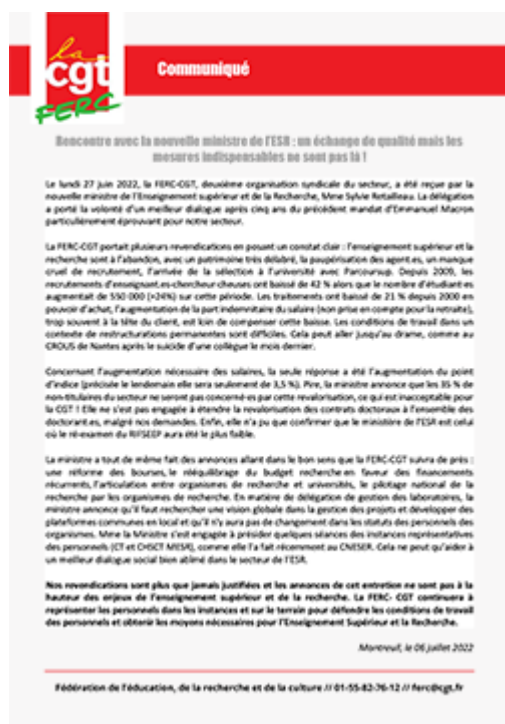 la
cgt
FERC
Communiqué
Rencontre avec la nouvelle ministre de l'ESR : un échange de qualité mais les
mesures indispensables ne sont pas là !
Le lundi 27 juin 2022, la FERC-CGT, deuxième organisation syndicale du secteur, a été reçue par la
nouvelle ministre de l'Enseignement supérieur et de la Recherche, Mme Sylvie Retailleau. La délégation
a porté la volonté d'un meilleur dialogue après cinq ans du précédent mandat d'Emmanuel Macron
particulièrement éprouvant pour notre secteur.
La FERC-CGT portait plusieurs revendications en posant un constat clair : l'enseignement supérieur et la
recherche sont à l'abandon, avec un patrimoine très délabré, la paupérisation des agent.es, un manque
cruel de recrutement, l'arrivée de la sélection à l'université avec Parcoursup. Depuis 2009, les
recrutements d'enseignant.es-chercheur·cheuses ont baissé de 42 % alors que le nombre d'étudiant·es
augmentait de 550 000 (+24%) sur cette période. Les traitements ont baissé de 21 % depuis 2000 en
pouvoir d'achat, l'augmentation de la part indemnitaire du salaire (non prise en compte pour la retraite),
trop souvent à la tête du client, est loin de compenser cette baisse. Les conditions de travail dans un
contexte de restructurations permanentes sont difficiles. Cela peut aller jusqu'au drame, comme au
CROUS de Nantes après le suicide d'une collègue le mois dernier.
Concernant l'augmentation nécessaire des salaires, la seule réponse a été l'augmentation du point
d'indice (précisée le lendemain elle sera seulement de 3,5 %). Pire, la ministre annonce que les 35 % de
non-titulaires du secteur ne seront pas concerné·es par cette revalorisation, ce qui est inacceptable pour
la CGT ! Elle ne s'est pas engagée à étendre la revalorisation des contrats doctoraux à l'ensemble des
doctorant.es, malgré nos demandes. Enfin, elle n'a pu que confirmer que le ministère de l'ESR est celui
où le ré-examen du RIFSEEP aura été le plus faible.
La ministre a tout de même fait des annonces allant dans le bon sens que la FERC-CGT suivra de près :
une réforme des bourses, le rééquilibrage du budget recherche en faveur des financements
récurrents, l'articulation entre organismes de recherche et universités, le pilotage national de la
recherche par les organismes de recherche. En matière de délégation de gestion des laboratoires, la
ministre annonce qu'il faut rechercher une vision globale dans la gestion des projets et développer des
plateformes communes en local et qu'il n'y aura pas de changement dans les statuts des personnels des
organismes. Mme la Ministre s'est engagée à présider quelques séances des instances représentatives
des personnels (CT et CHSCT MESR), comme elle l'a fait récemment au CNESER. Cela ne peut qu'aider à
un meilleur dialogue social bien abîmé dans le secteur de l'ESR.
Nos revendications sont plus que jamais justifiées et les annonces de cet entretien ne sont pas à la
hauteur des enjeux de l'enseignement supérieur et de la recherche. La FERC- CGT continuera à
représenter les personnels dans les instances et sur le terrain pour défendre les conditions de travail
des personnels et obtenir les moyens nécessaires pour l'Enseignement Supérieur et la Recherche.
Montreuil, le 06 juillet 2022
Fédération de l'éducation, de la recherche et de la culture // 01-55-82-76-12 // ferc@cgt.fr